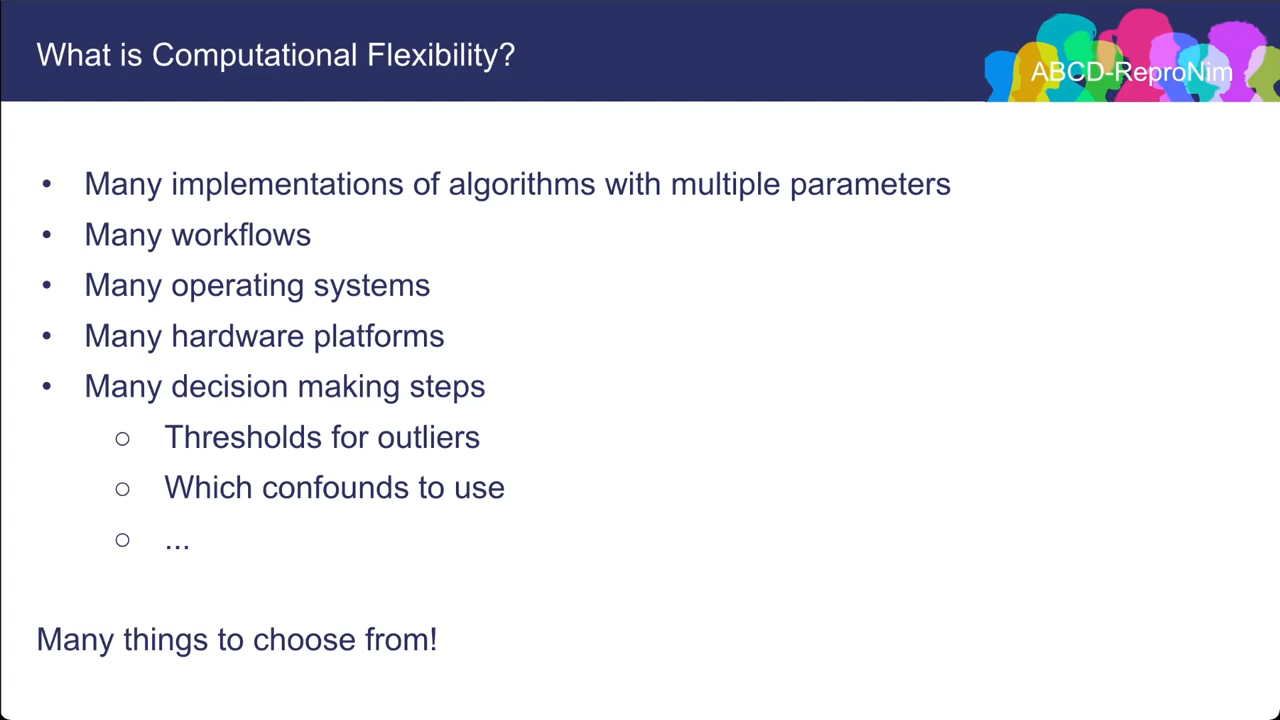 What is Computational Flexibility?
ABCD-ReproNim
• Many implementations of algorithms with multiple parameters
• Many workflows
• Many operating systems
• Many hardware platforms
• Many decision making steps
○ Thresholds for outliers
○ Which confounds to use
○ ...
Many things to choose from!